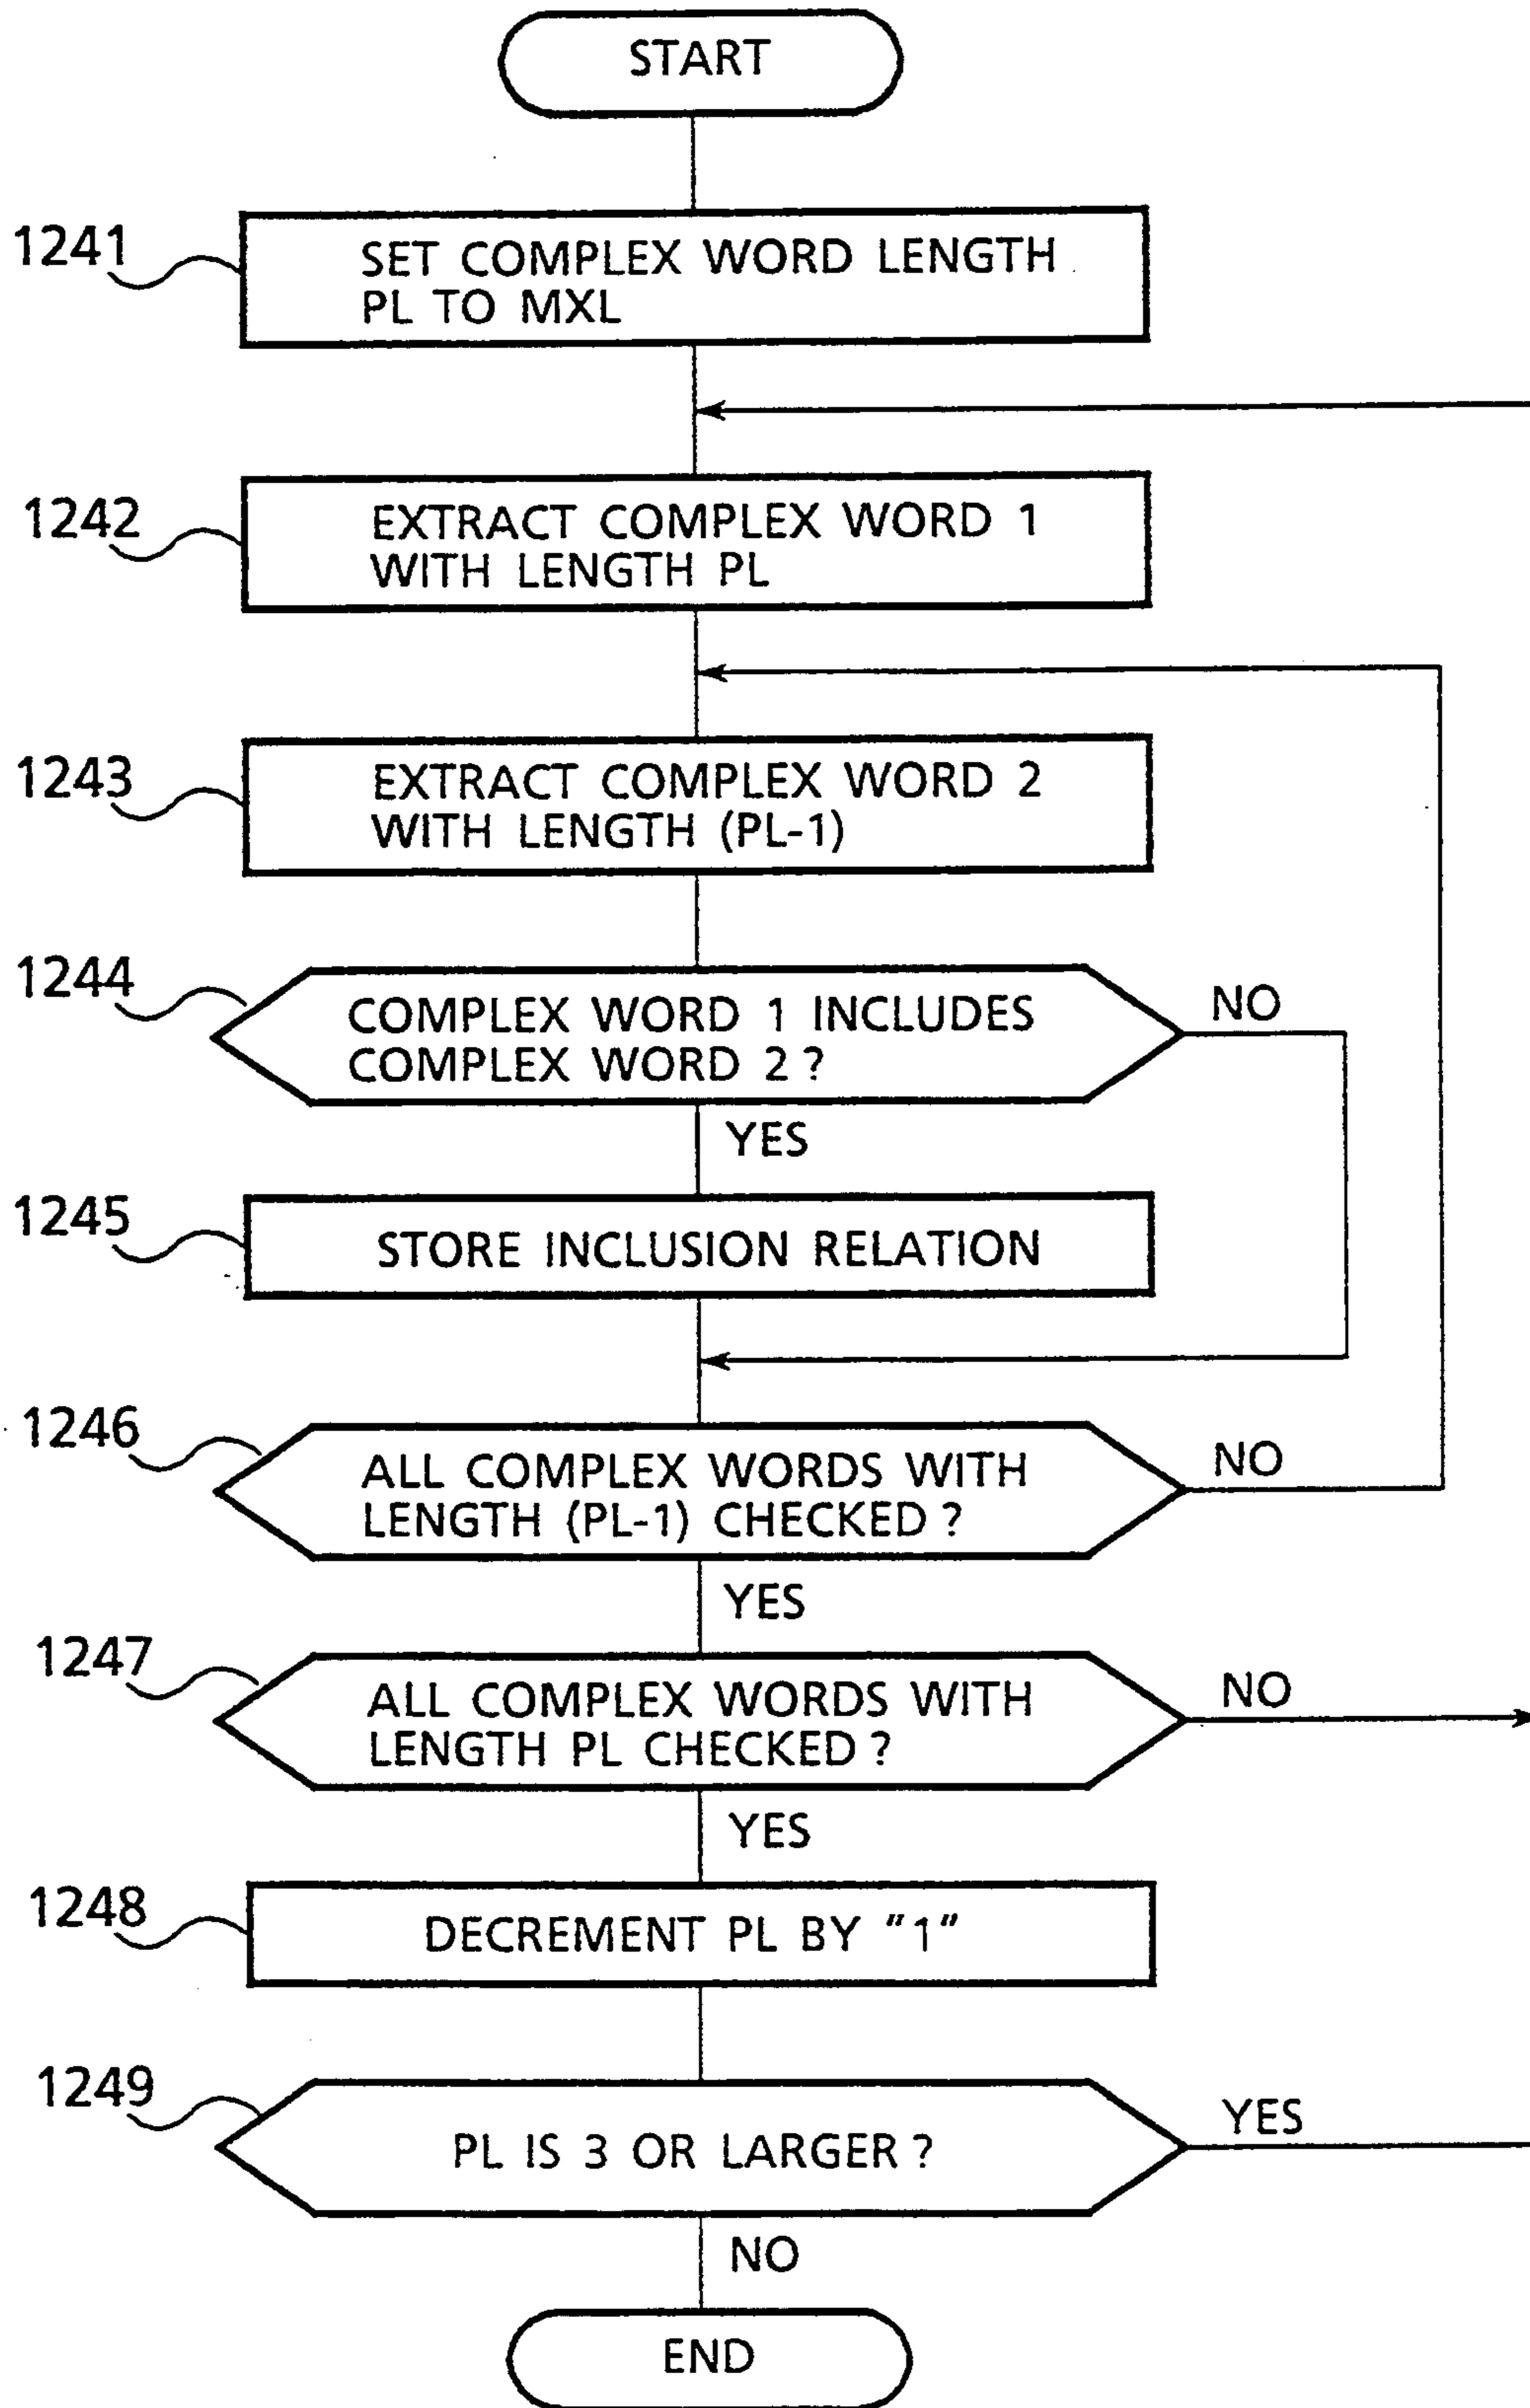 START
1241
SET COMPLEX WORD LENGTH
PL TO MXL
1242
EXTRACT COMPLEX WORD 1
WITH LENGTH PL
1243
EXTRACT COMPLEX WORD 2
WITH LENGTH (PL-1)
1244
COMPLEX WORD 1 INCLUDES
COMPLEX WORD 2 ?
NO
YES
1245
STORE INCLUSION RELATION
1246
ALL COMPLEX WORDS WITH
LENGTH (PL-1) CHECKED ?
NO
YES
1247
ALL COMPLEX WORDS WITH
LENGTH PL CHECKED ?
NO
YES
1248
DECREMENT PL BY "1"
1249
PL IS 3 OR LARGER ?
YES
NO
END